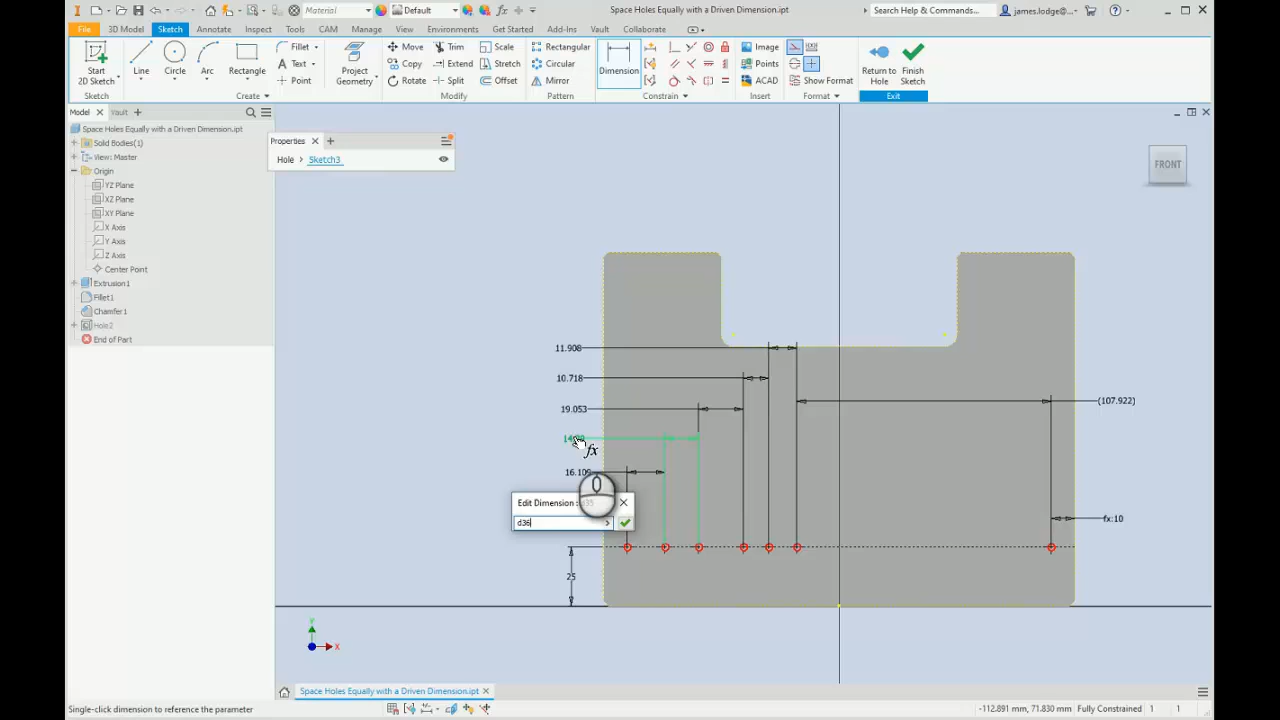 Material
Default
Space Holes Equally with a Driven Dimension.ipt
Search Help & Commands...
james.lodge@...
File
3D Model
Sketch
Annotate
Inspect
Tools
Manage
View
Environments
Get Started
Add-Ins
Vault
Collaborate
Start
2D Sketch
Line
Circle
Arc
Rectangle
Fillet
Text
Point
Project
Geometry
Move
Copy
Rotate
Trim
Extend
Split
Scale
Stretch
Offset
Rectangular
Circular
Mirror
Dimension
Image
Points
ACAD
Show Format
Return to
Hole
Finish
Sketch
Sketch
Create
Modify
Pattern
Constrain
Insert
Format
Exit
Model
Vault
Space Holes Equally with a Driven Dimension.ipt
Solid Bodies(1)
View: Master
Origin
YZ Plane
XZ Plane
XY Plane
X Axis
Y Axis
Z Axis
Center Point
Extrusion1
Fillet1
Chamfer1
Hole2
End of Part
Properties
Hole > Sketch3
FRONT
11.908
10.718
19.053
16.109
(107.922)
fx:10
25
fx
Edit Dimension : d35
d36
Y
X
Space Holes Equally with a Driven Dimension.ipt
Single-click dimension to reference the parameter
-112.891 mm, 71.830 mm
Fully Constrained
1
1